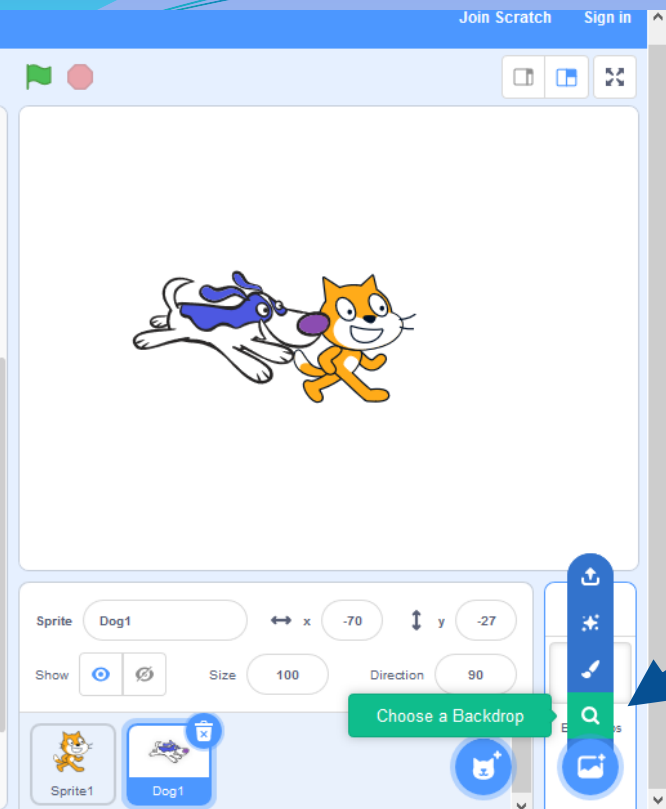 Join Scratch Sign in
Sprite Dog1 x -70 y -27
Show Size 100 Direction 90
Choose a Backdrop
Sprite1 Dog1